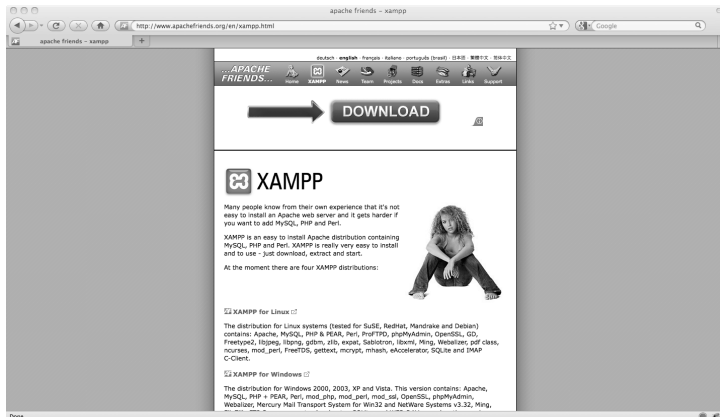 apache friends – xampp
http://www.apachefriends.org/en/xampp.html
Google
apache friends – xampp
+
deutsch · english · français · italiano · português (brasil) · 日本語 · 繁體中文 · 简体中文
...APACHE
FRIENDS...
Home XAMPP News Team Projects Docs Extras Links Support
DOWNLOAD
XAMPP
Many people know from their own experience that it's not
easy to install an Apache web server and it gets harder if
you want to add MySQL, PHP and Perl.
XAMPP is an easy to install Apache distribution containing
MySQL, PHP and Perl. XAMPP is really very easy to install
and to use - just download, extract and start.
At the moment there are four XAMPP distributions:
XAMPP for Linux
The distribution for Linux systems (tested for SuSE, RedHat, Mandrake and Debian)
contains: Apache, MySQL, PHP & PEAR, Perl, ProFTPD, phpMyAdmin, OpenSSL, GD,
Freetype2, libjpeg, libpng, gdbm, zlib, expat, Sablotron, libxml, Ming, Webalizer, pdf class,
ncurses, mod_perl, FreeTDS, gettext, mcrypt, mhash, eAccelerator, SQLite and IMAP
C-Client.
XAMPP for Windows
The distribution for Windows 2000, 2003, XP and Vista. This version contains: Apache,
MySQL, PHP + PEAR, Perl, mod_php, mod_perl, mod_ssl, OpenSSL, phpMyAdmin,
Webalizer, Mercury Mail Transport System for Win32 and NetWare Systems v3.32, Ming,
Done